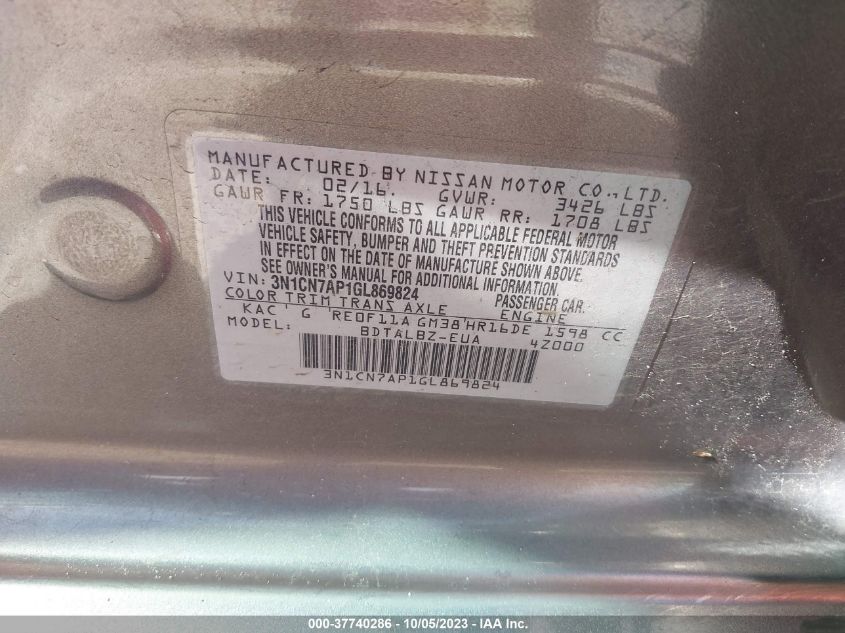 MANUFACTURED BY NISSAN MOTOR CO., LTD.
DATE: 02/16. GVWR: 3426 LBS
GAWR FR: 1750 LBS GAWR RR: 1708 LBS
THIS VEHICLE CONFORMS TO ALL APPLICABLE FEDERAL MOTOR
VEHICLE SAFETY, BUMPER AND THEFT PREVENTION STANDARDS
IN EFFECT ON THE DATE OF MANUFACTURE SHOWN ABOVE.
SEE OWNER'S MANUAL FOR ADDITIONAL INFORMATION.
VIN: 3N1CN7AP1GL869824 PASSENGER CAR.
COLOR TRIM TRANS AXLE ENGINE
KAC' G 'RE0F11A GM38'HR16DE 1598 CC
MODEL: BDTALBZ-EUA 4Z000
3N1CN7AP1GL869824
000-37740286 - 10/05/2023 - IAA Inc.